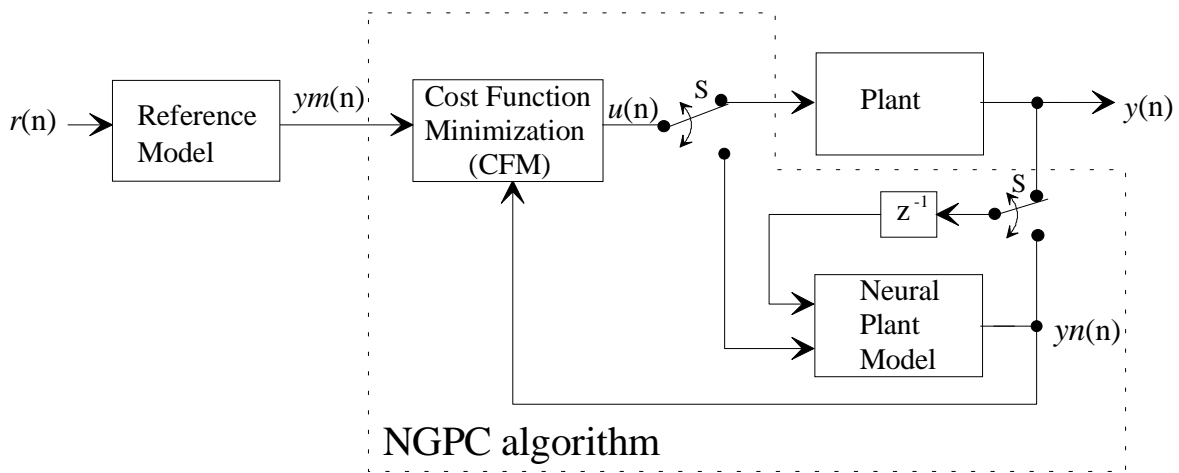 r(n)
Reference
Model
ym(n)
Cost Function
Minimization
(CFM)
u(n)
S
Plant
y(n)
S
z⁻¹
Neural
Plant
Model
yn(n)
NGPC algorithm